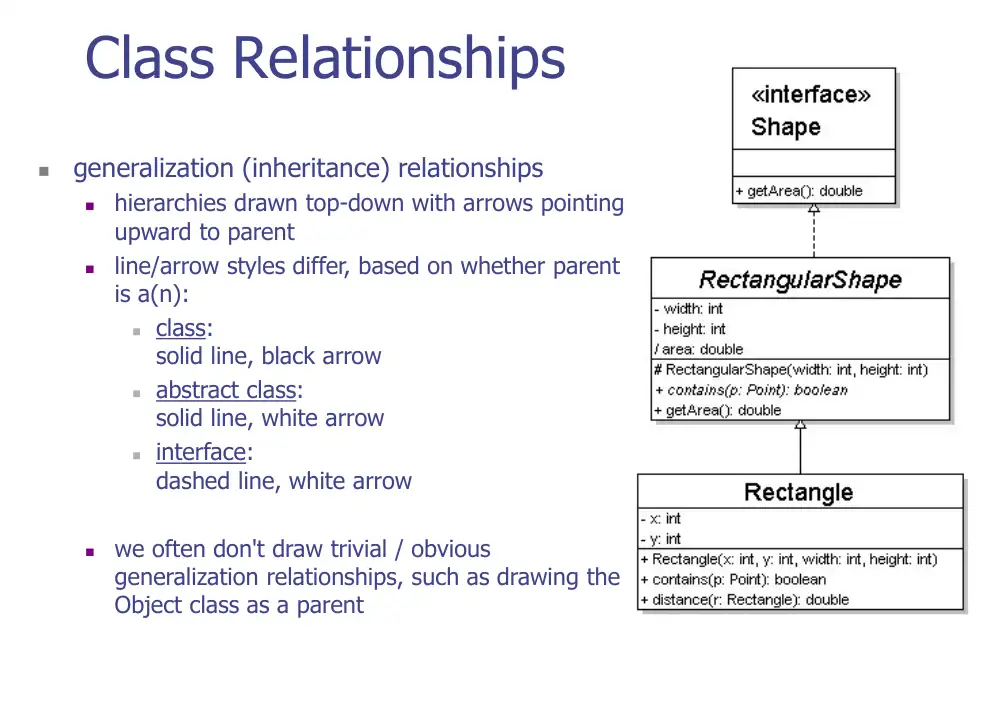 Class Relationships
generalization (inheritance) relationships
hierarchies drawn top-down with arrows pointing
upward to parent
line/arrow styles differ, based on whether parent
is a(n):
class:
solid line, black arrow
abstract class:
solid line, white arrow
interface:
dashed line, white arrow
we often don't draw trivial / obvious
generalization relationships, such as drawing the
Object class as a parent
«interface»
Shape
+ getArea(): double
RectangularShape
- width: int
- height: int
/ area: double
# RectangularShape(width: int, height: int)
+ contains(p: Point): boolean
+ getArea(): double
Rectangle
- x: int
- y: int
+ Rectangle(x: int, y: int, width: int, height: int)
+ contains(p: Point): boolean
+ distance(r: Rectangle): double